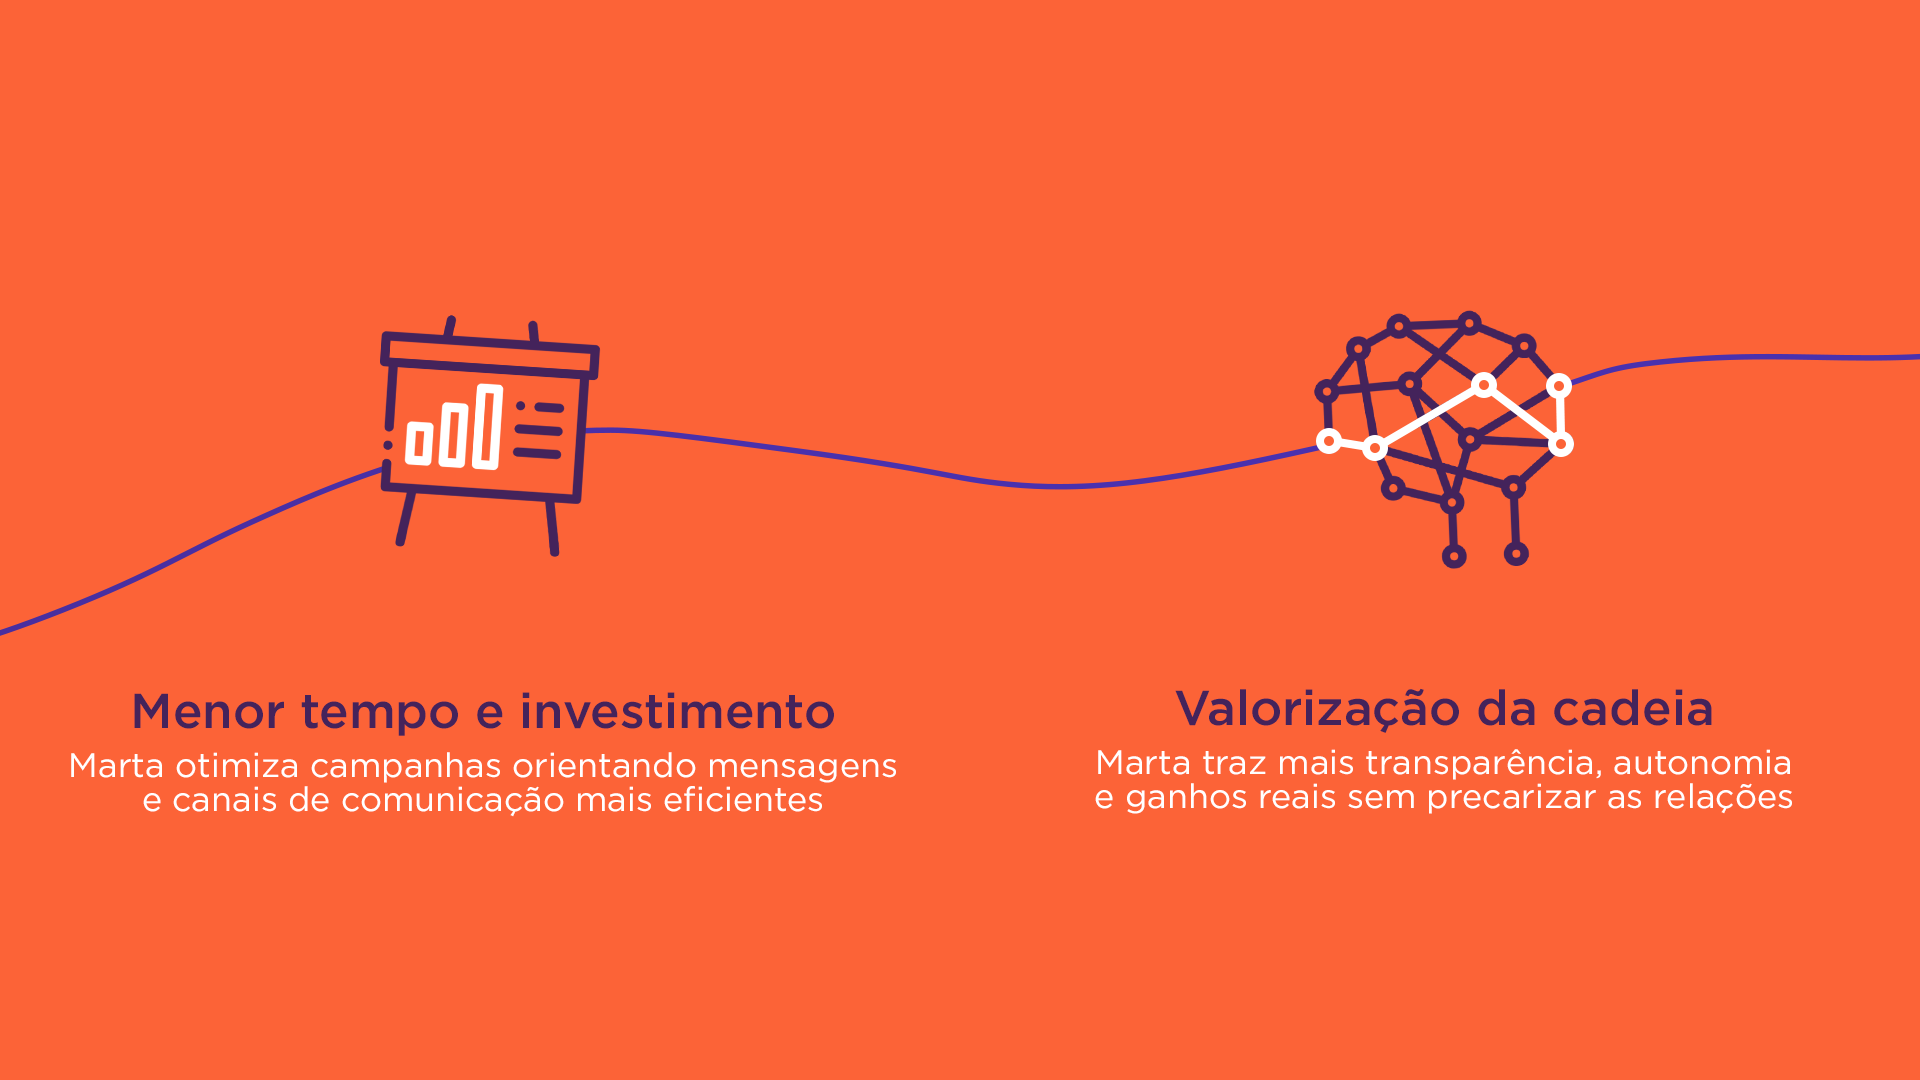 Menor tempo e investimento
Marta otimiza campanhas orientando mensagens
e canais de comunicação mais eficientes
Valorização da cadeia
Marta traz mais transparência, autonomia
e ganhos reais sem precarizar as relações